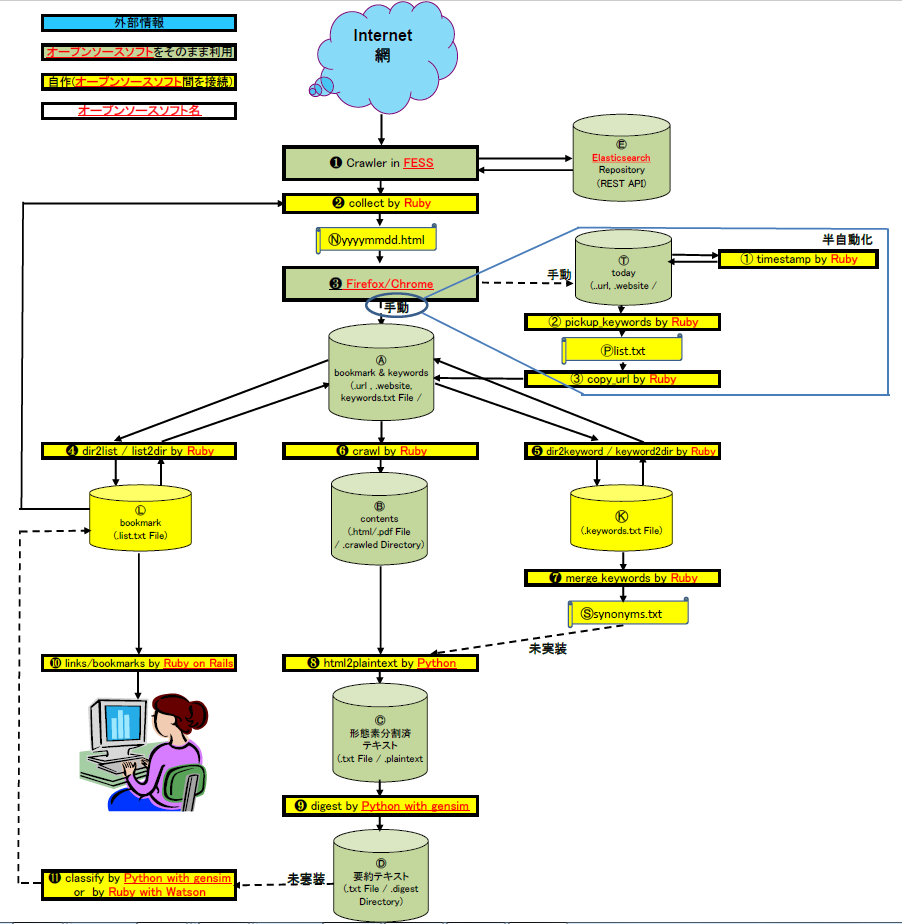 外部情報
オープンソースソフトをそのまま利用
自作(オープンソースソフト間を接続)
オープンソースソフト名
Internet
網
❶ Crawler in FESS
Ⓔ
Elasticsearch
Repository
(REST API)
❷ collect by Ruby
Ⓝyyyymmdd.html
❸ Firefox/Chrome
手動
手動
半自動化
Ⓣ
today
(.url, .website /
① timestamp by Ruby
② pickup_keywords by Ruby
Ⓟlist.txt
③ copy_url by Ruby
Ⓐ
bookmark & keywords
(.url , .website,
keywords.txt File /
❹ dir2list / list2dir by Ruby
❻ crawl by Ruby
❺ dir2keyword / keyword2dir by Ruby
Ⓛ
bookmark
(.list.txt File)
Ⓑ
contents
(.html/.pdf File
/ .crawled Directory)
Ⓚ
(.keywords.txt File)
❼ merge_keywords by Ruby
Ⓢsynonyms.txt
未実装
❿ links/bookmarks by Ruby on Rails
❽ html2plaintext by Python
Ⓒ
形態素分割済
テキスト
(.txt File / .plaintext
❾ digest by Python with gensim
Ⓓ
要約テキスト
(.txt File / .digest
Directory)
未実装
⓫ classify by Python with gensim
or by Ruby with Watson